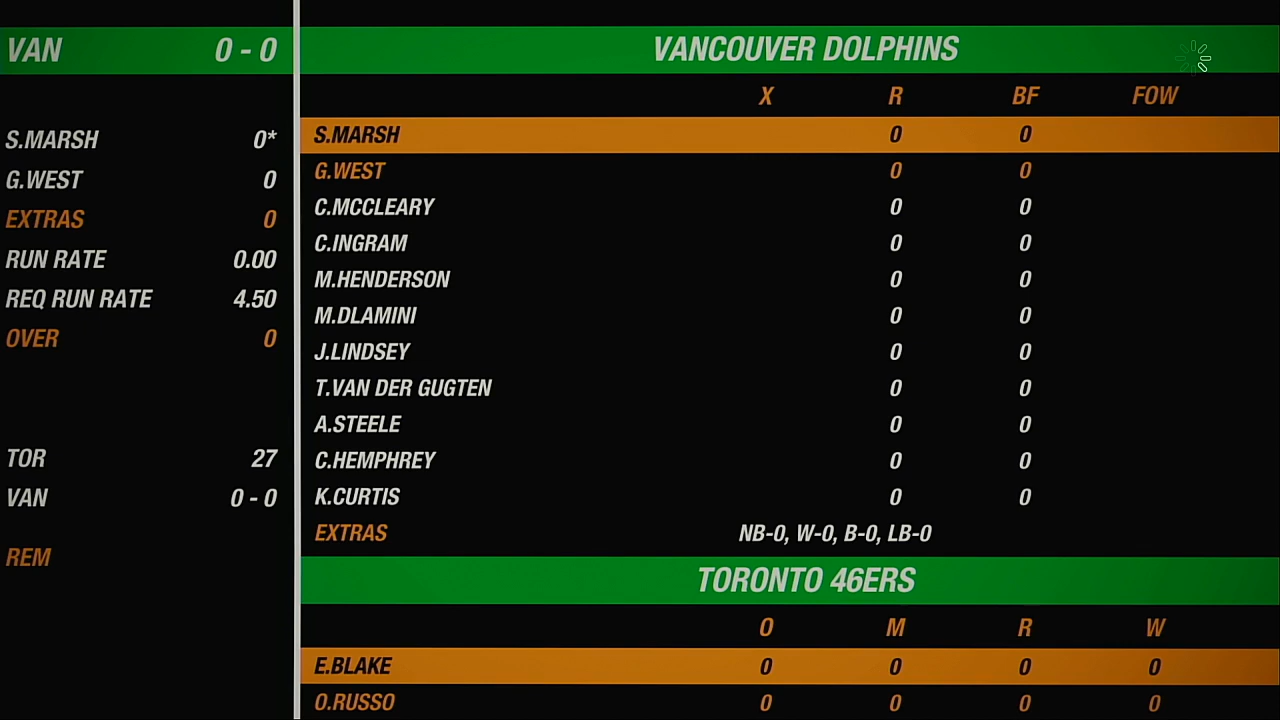 VAN 0 - 0
S.MARSH 0*
G.WEST 0
EXTRAS 0
RUN RATE 0.00
REQ RUN RATE 4.50
OVER 0
TOR 27
VAN 0 - 0
REM
VANCOUVER DOLPHINS
X R BF FOW
S.MARSH 0 0
G.WEST 0 0
C.MCCLEARY 0 0
C.INGRAM 0 0
M.HENDERSON 0 0
M.DLAMINI 0 0
J.LINDSEY 0 0
T.VAN DER GUGTEN 0 0
A.STEELE 0 0
C.HEMPHREY 0 0
K.CURTIS 0 0
EXTRAS NB-0, W-0, B-0, LB-0
TORONTO 46ERS
O M R W
E.BLAKE 0 0 0 0
O.RUSSO 0 0 0 0